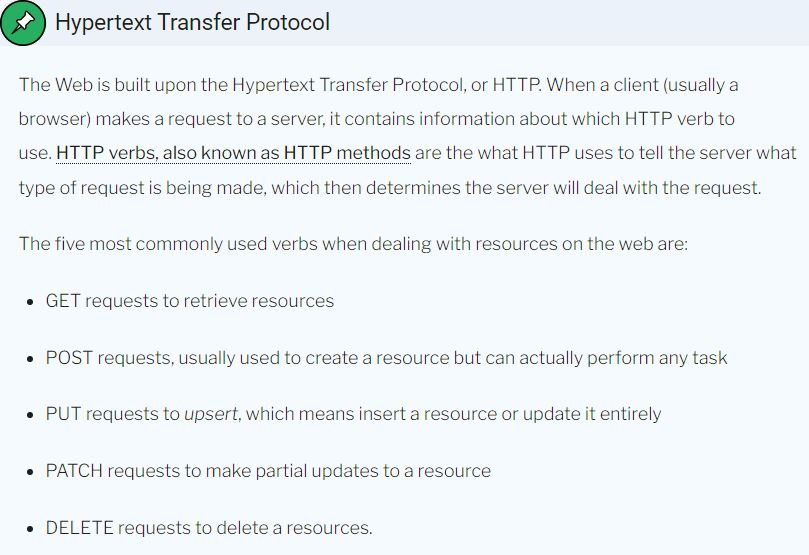 Hypertext Transfer Protocol
The Web is built upon the Hypertext Transfer Protocol, or HTTP. When a client (usually a
browser) makes a request to a server, it contains information about which HTTP verb to
use. HTTP verbs, also known as HTTP methods are the what HTTP uses to tell the server what
type of request is being made, which then determines the server will deal with the request.
The five most commonly used verbs when dealing with resources on the web are:
• GET requests to retrieve resources
• POST requests, usually used to create a resource but can actually perform any task
• PUT requests to upsert, which means insert a resource or update it entirely
• PATCH requests to make partial updates to a resource
• DELETE requests to delete a resources.